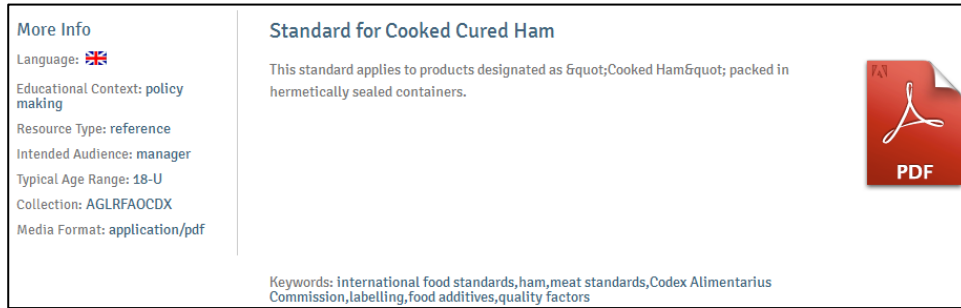 More Info
Language:
Educational Context: policy
making
Resource Type: reference
Intended Audience: manager
Typical Age Range: 18-U
Collection: AGLRFAOCDX
Media Format: application/pdf
Standard for Cooked Cured Ham
This standard applies to products designated as &quot;Cooked Ham&quot; packed in
hermetically sealed containers.
PDF
Keywords: international food standards,ham,meat standards,Codex Alimentarius
Commission,labelling,food additives,quality factors